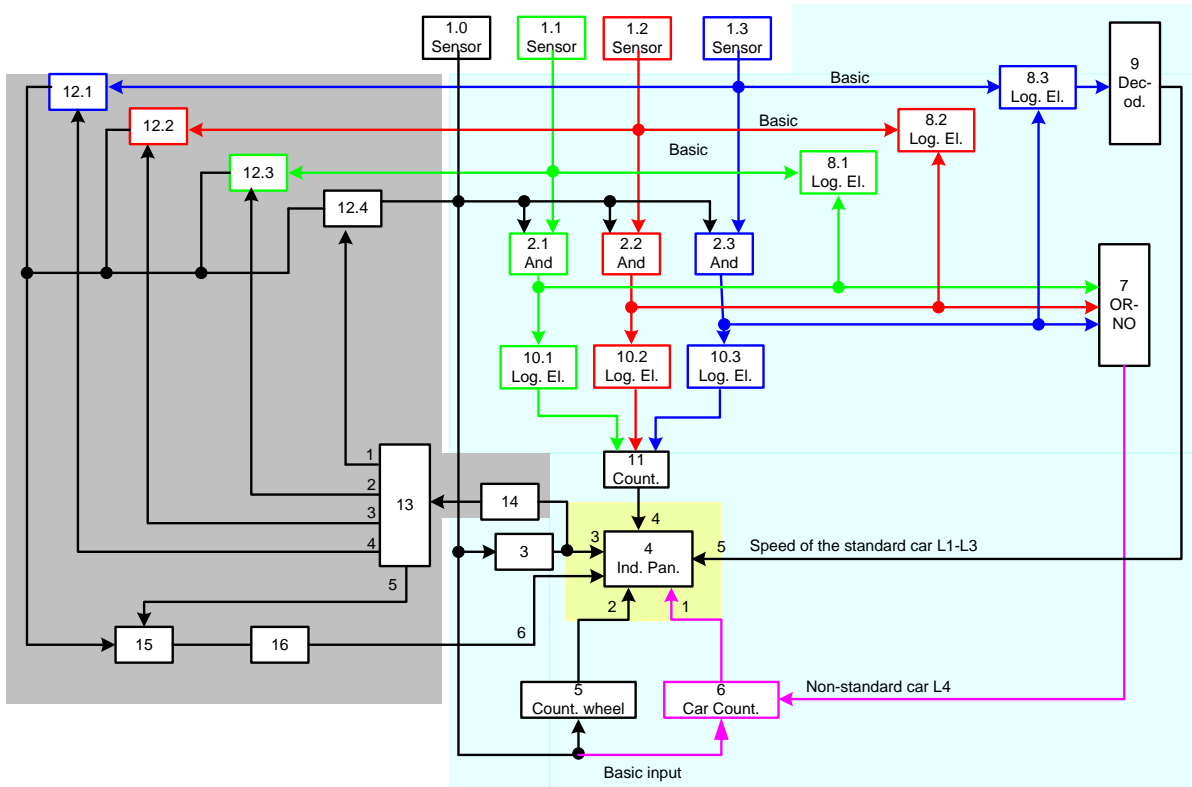 1.0
Sensor
1.1
Sensor
1.2
Sensor
1.3
Sensor
9
Dec-
od.
Basic
8.3
Log. El.
12.1
12.2
Basic
8.2
Log. El.
Basic
12.3
8.1
Log. El.
12.4
2.1
And
2.2
And
2.3
And
7
OR-
NO
10.1
Log. El.
10.2
Log. El.
10.3
Log. El.
11
Count.
1
2
3
4
13
5
14
3
4
3
4
Ind. Pan.
5
Speed of the standard car L1-L3
2
1
15
16
6
5
Count. wheel
6
Car Count.
Non-standard car L4
Basic input